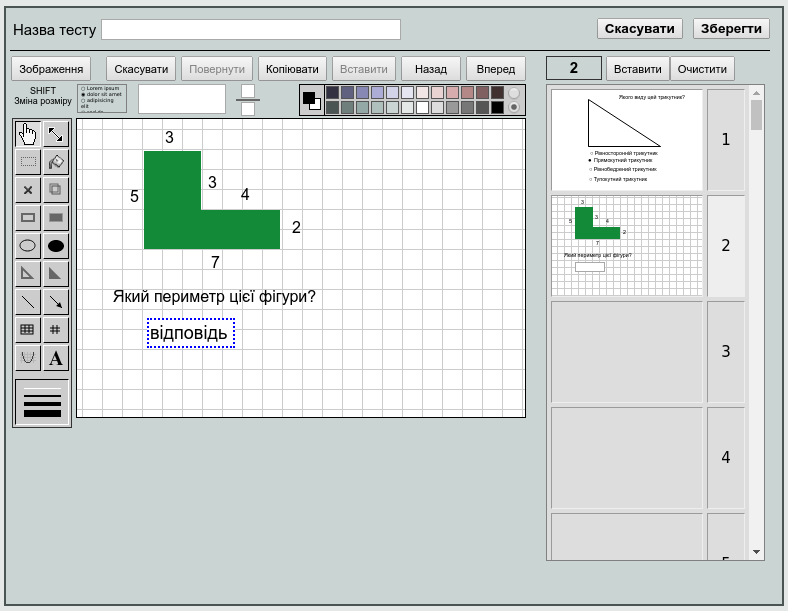 Назва тесту
Скасувати
Зберегти
Зображення
Скасувати
Повернути
Копіювати
Вставити
Назад
Вперед
2
Вставити
Очистити
SHIFT
Зміна розміру
Lorem ipsum
dolor sit amet
adipisicing
elit
3
5
3
4
2
7
Який периметр цієї фігури?
відповідь
A
Якого виду цей трикутник?
Рівносторонній трикутник
Прямокутний трикутник
Рівнобедрений трикутник
Тупокутний трикутник
1
3
5
3
4
2
7
Який периметр цієї фігури?
2
3
4
5